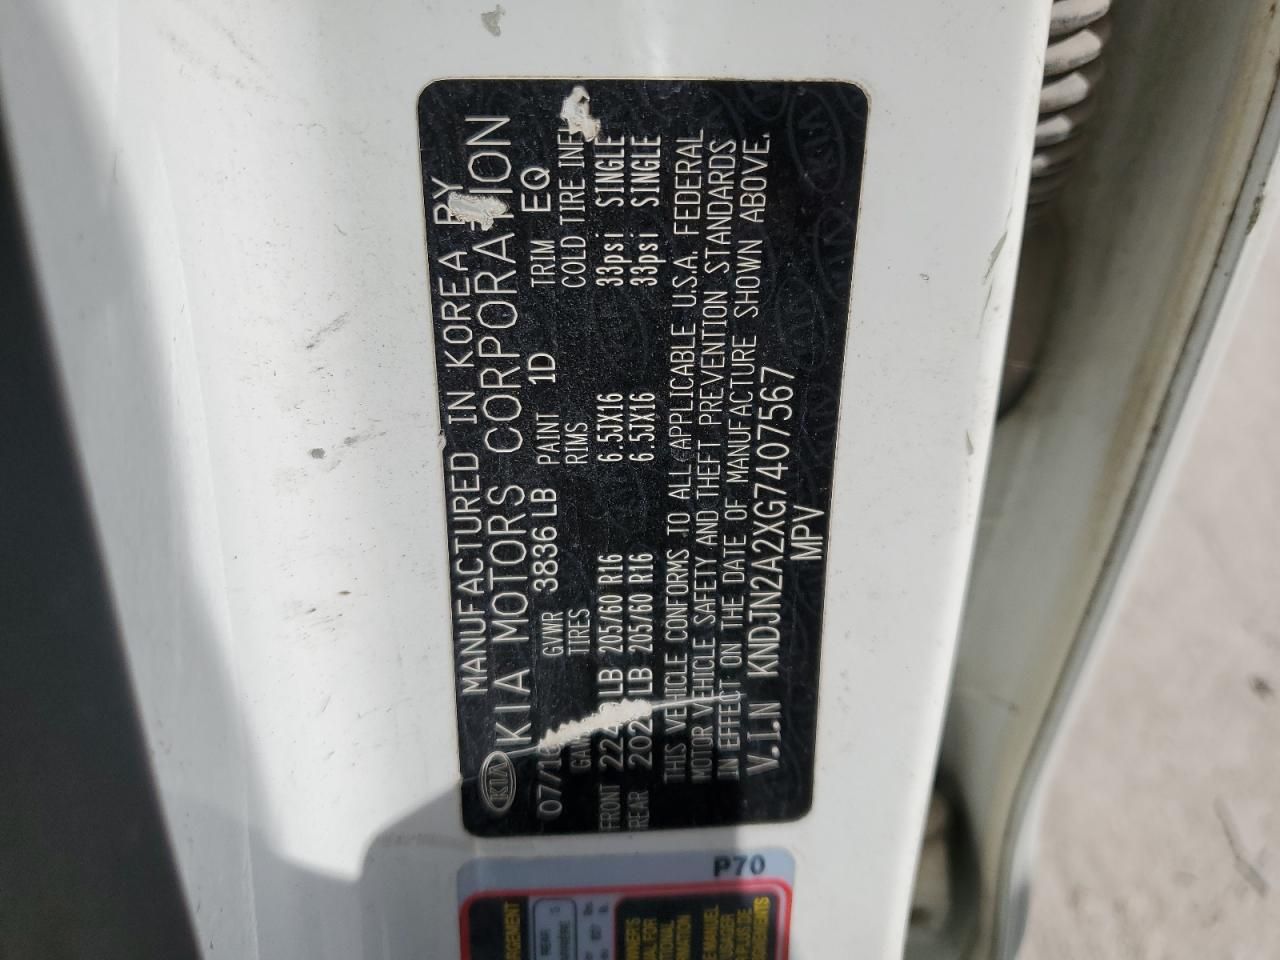 MANUFACTURED IN KOREA BY
KIA KIA MOTORS CORPORATION
GVWR 3836 LB PAINT 1D TRIM EQ
TIRES RIMS COLD TIRE
FRONT LB 205/60 R16 6.5JX16 33psi SINGLE
REAR LB 205/60 R16 6.5JX16 33psi SINGLE
THIS VEHICLE CONFORMS TO ALL APPLICABLE U.S.A. FEDERAL
MOTOR VEHICLE SAFETY AND THEFT PREVENTION STANDARDS
IN EFFECT ON THE DATE OF MANUFACTURE SHOWN ABOVE.
V.I.N KNDJN2A2XG7407567
MPV
P70